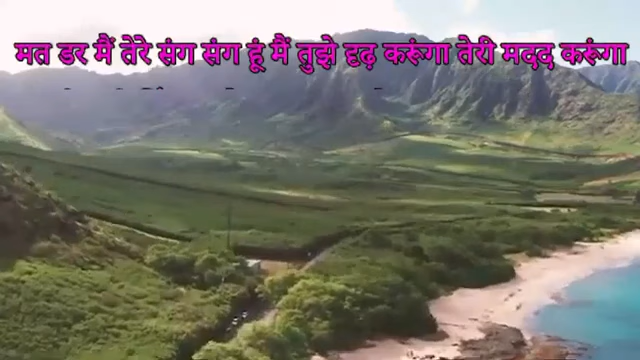 मत डर मैं तेरे संग संग हूं मैं तुझे दृढ़ करूंगा तेरी मदद करूंगा